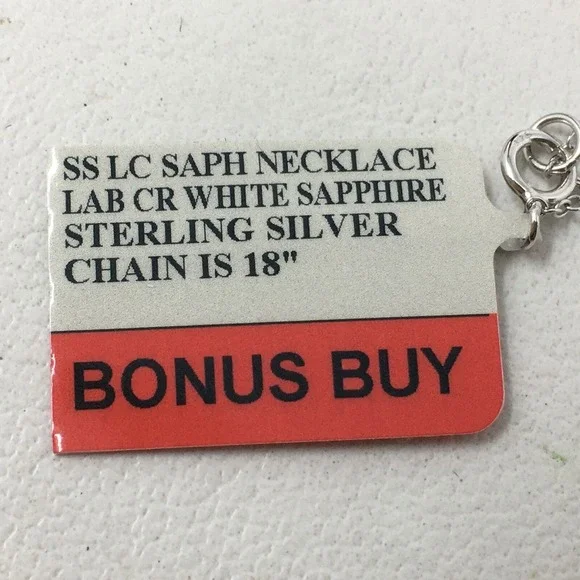 SS LC SAPH NECKLACE
LAB CR WHITE SAPPHIRE
STERLING SILVER
CHAIN IS 18"
BONUS BUY